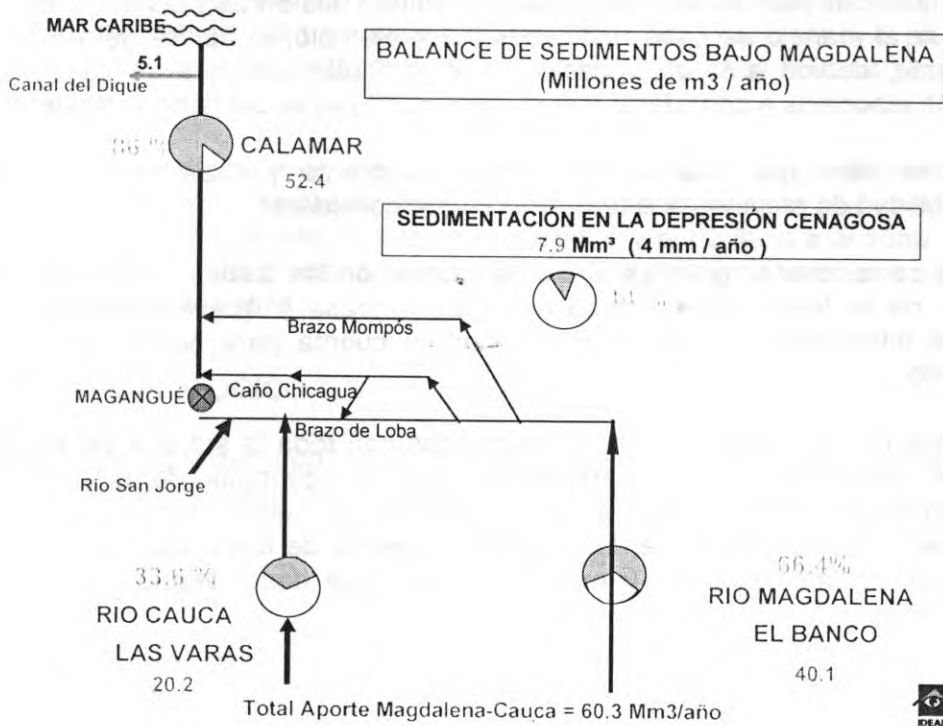 MAR CARIBE
5.1
Canal del Dique
BALANCE DE SEDIMENTOS BAJO MAGDALENA
(Millones de m3 / año)
CALAMAR
52.4
SEDIMENTACIÓN EN LA DEPRESIÓN CENAGOSA
7.9 Mm³ ( 4 mm / año )
Brazo Mompós
Caño Chicagua
MAGANGUÉ
Brazo de Loba
Río San Jorge
33.6 %
RIO CAUCA
LAS VARAS
20.2
66.4%
RIO MAGDALENA
EL BANCO
40.1
Total Aporte Magdalena-Cauca = 60.3 Mm3/año
IDEAM